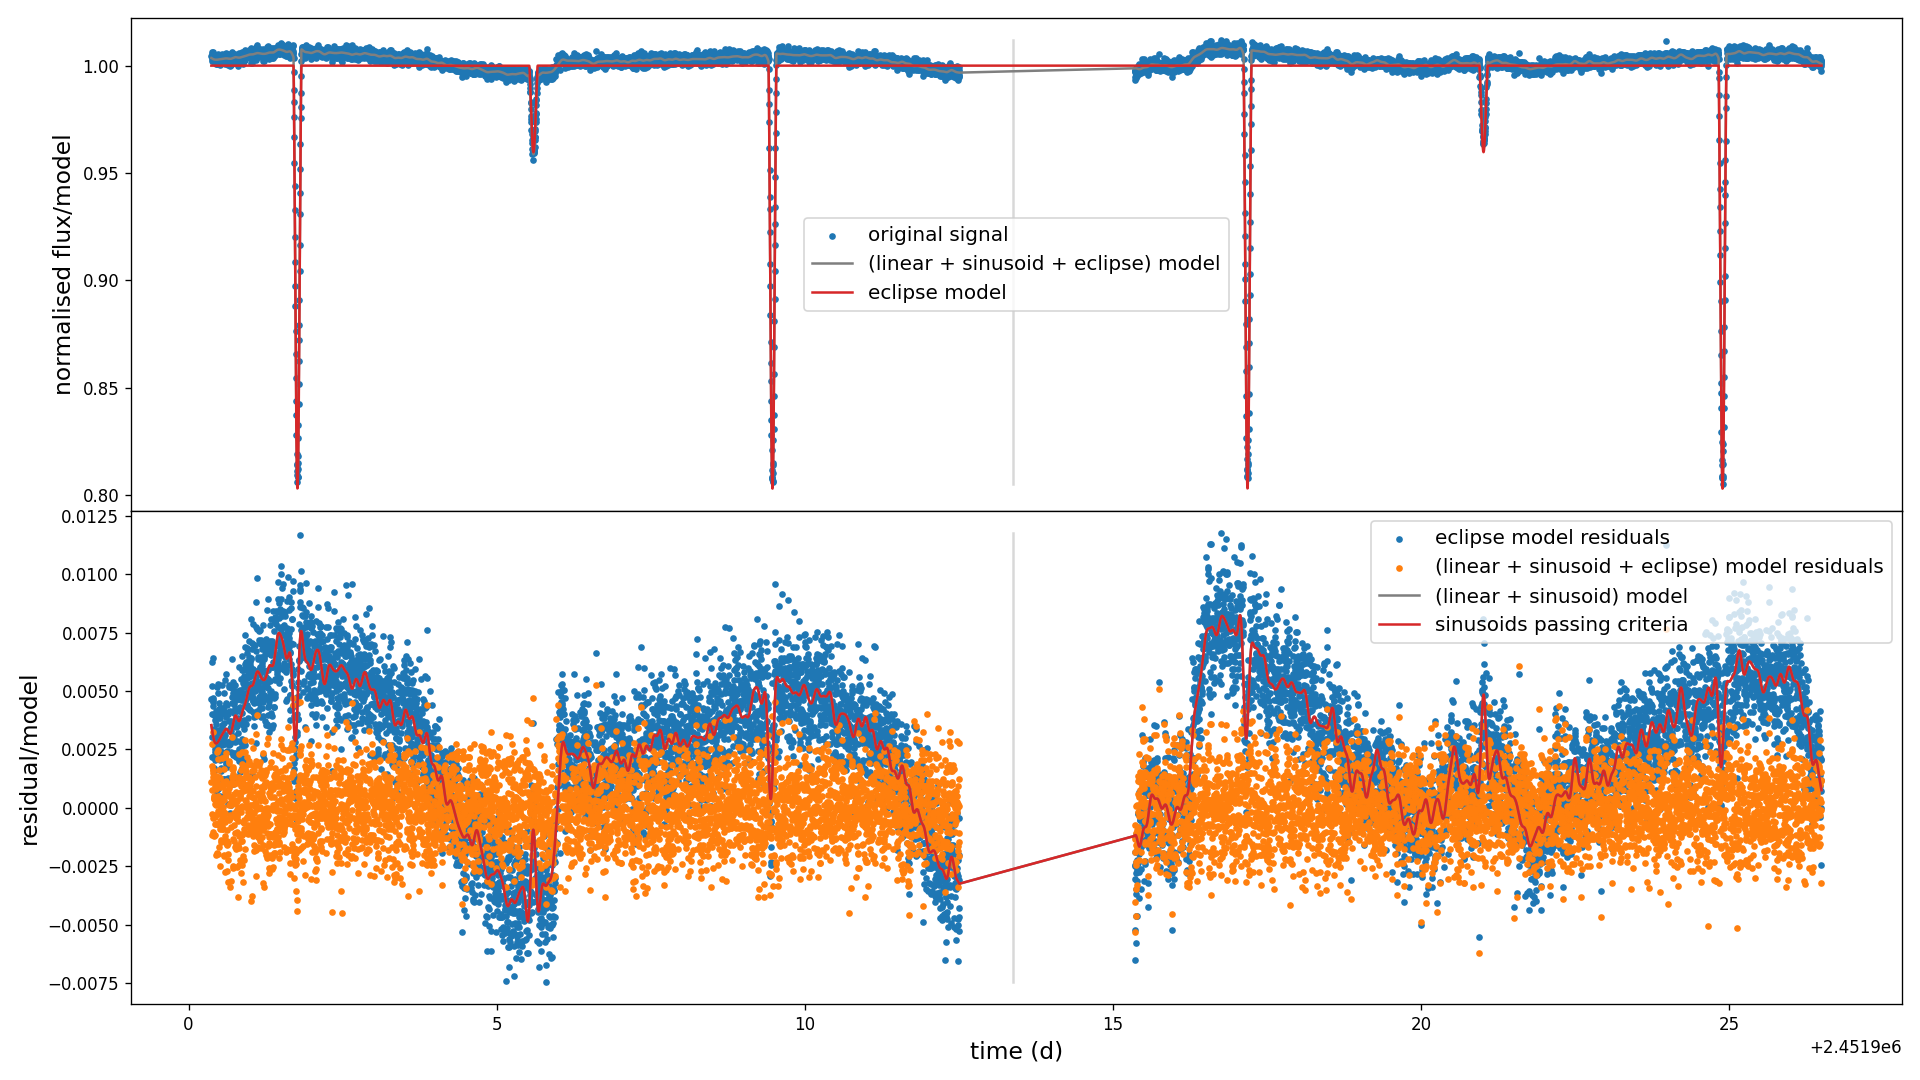 normalised flux/model
1.00
0.95
0.90
0.85
0.80
original signal
(linear + sinusoid + eclipse) model
eclipse model
residual/model
0.0125
0.0100
0.0075
0.0050
0.0025
0.0000
−0.0025
−0.0050
−0.0075
eclipse model residuals
(linear + sinusoid + eclipse) model residuals
(linear + sinusoid) model
sinusoids passing criteria
0 5 10 15 20 25
time (d)
+2.4519e6